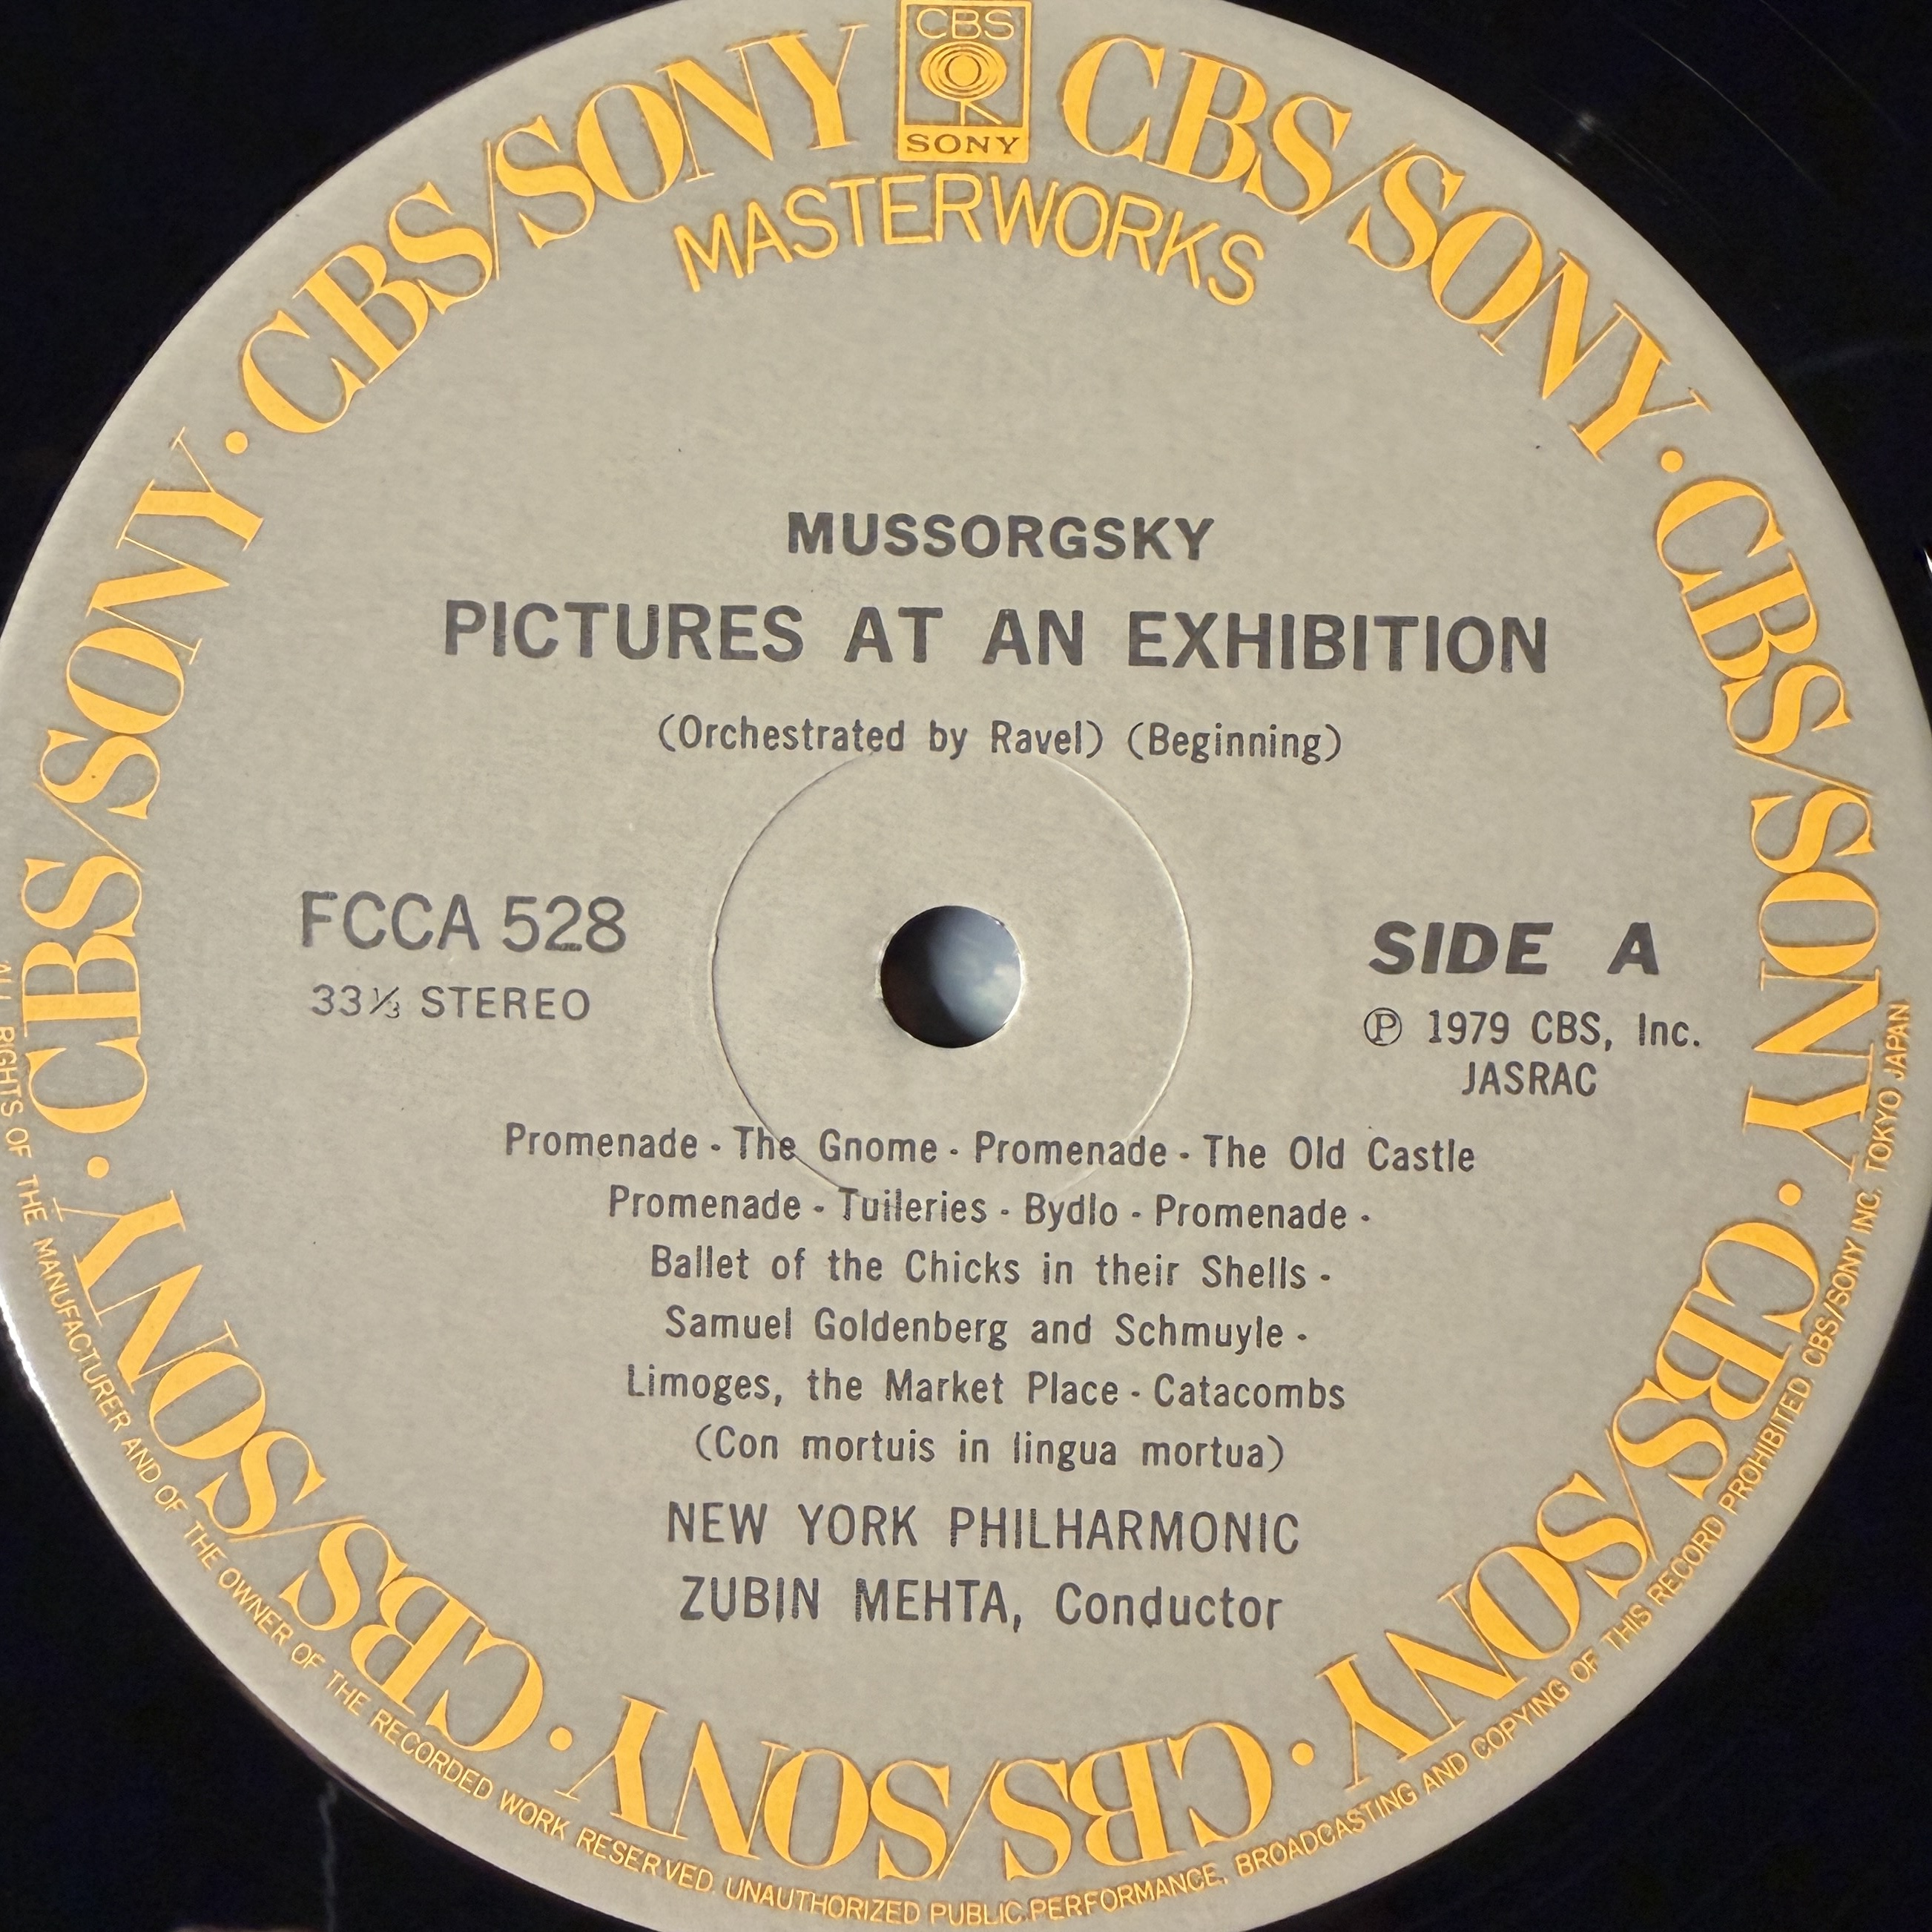 CBS
SONY
CBS/SONY · CBS/SONY · CBS/SONY · CBS/SONY · CBS/SONY · CBS/SONY · CBS/SONY
MASTERWORKS
MUSSORGSKY
PICTURES AT AN EXHIBITION
(Orchestrated by Ravel) (Beginning)
FCCA 528
33⅓ STEREO
SIDE A
Ⓟ 1979 CBS, Inc.
JASRAC
Promenade - The Gnome - Promenade - The Old Castle
Promenade - Tuileries - Bydlo - Promenade -
Ballet of the Chicks in their Shells -
Samuel Goldenberg and Schmuyle -
Limoges, the Market Place - Catacombs
(Con mortuis in lingua mortua)
NEW YORK PHILHARMONIC
ZUBIN MEHTA, Conductor
ALL RIGHTS OF THE MANUFACTURER AND OF THE OWNER OF THE RECORDED WORK RESERVED. UNAUTHORIZED PUBLIC PERFORMANCE, BROADCASTING AND COPYING OF THIS RECORD PROHIBITED. CBS/SONY INC. TOKYO JAPAN